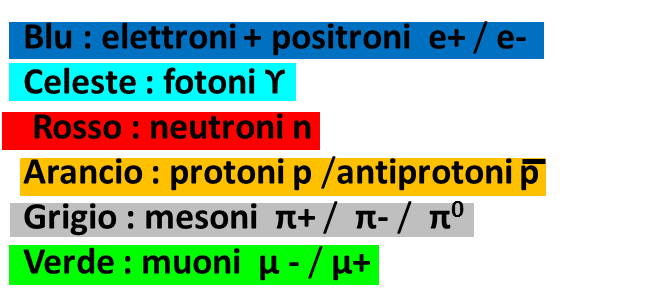 Blu : elettroni + positroni e+ / e-
Celeste : fotoni ϒ
Rosso : neutroni n
Arancio : protoni p /antiprotoni p̅
Grigio : mesoni π+ / π- / π⁰
Verde : muoni μ - / μ+